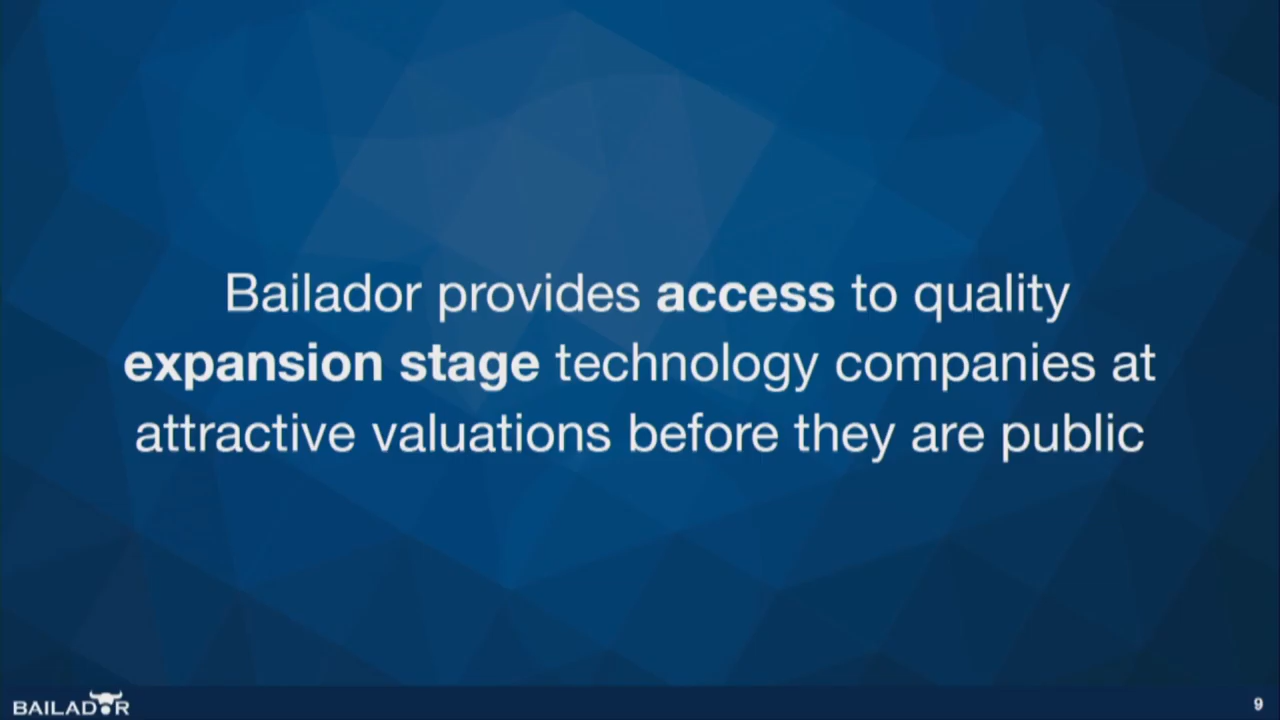 Bailador provides access to quality
expansion stage technology companies at
attractive valuations before they are public
BAILADOR
9